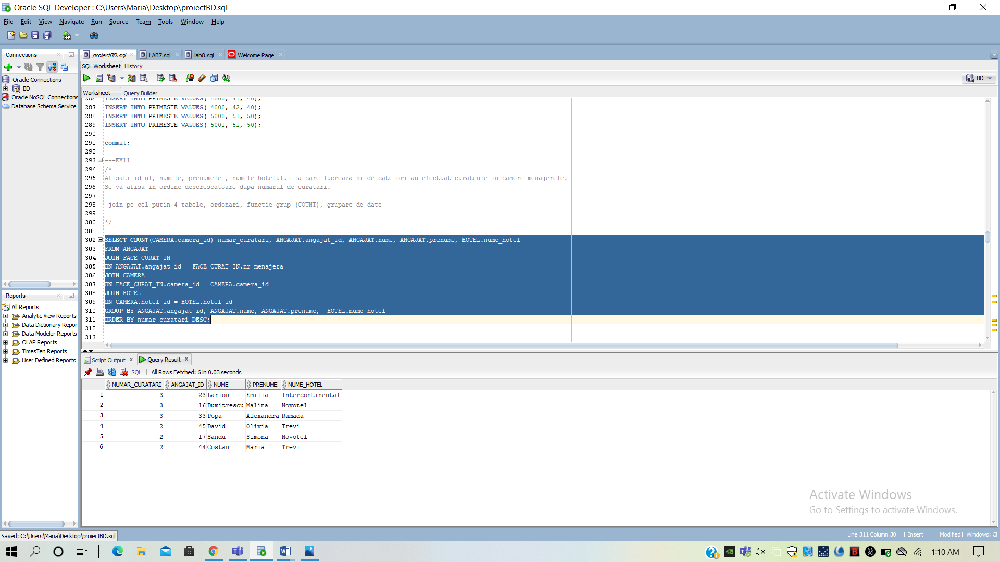 Oracle SQL Developer : C:\Users\Maria\Desktop\proiectBD.sql
File Edit View Navigate Run Source Team Tools Window Help
Connections
proiectBD.sql LAB7.sql lab8.sql Welcome Page
SQL Worksheet History
Oracle Connections
BD
Oracle NoSQL Connections
Database Schema Service
BD
Worksheet Query Builder
286 INSERT INTO PRIMESTE VALUES( 4000, 41, 40);
287 INSERT INTO PRIMESTE VALUES( 4000, 42, 40);
288 INSERT INTO PRIMESTE VALUES( 5000, 51, 50);
289 INSERT INTO PRIMESTE VALUES( 5001, 51, 50);
290
291 commit;
292
293 ---EX11
294 /*
295 Afisati id-ul, numele, prenumele , numele hotelului la care lucreaza si de cate ori au efectuat curatenie in camere menajerele.
296 Se va afisa in ordine descrescatoare dupa numarul de curatari.
297
298 -join pe cel putin 4 tabele, ordonari, functie grup (COUNT), grupare de date
299
300 */
301
302 SELECT COUNT(CAMERA.camera_id) numar_curatari, ANGAJAT.angajat_id, ANGAJAT.nume, ANGAJAT.prenume, HOTEL.nume_hotel
303 FROM ANGAJAT
304 JOIN FACE_CURAT_IN
305 ON ANGAJAT.angajat_id = FACE_CURAT_IN.nr_menajera
306 JOIN CAMERA
307 ON FACE_CURAT_IN.camera_id = CAMERA.camera_id
308 JOIN HOTEL
309 ON CAMERA.hotel_id = HOTEL.hotel_id
310 GROUP BY ANGAJAT.angajat_id, ANGAJAT.nume, ANGAJAT.prenume, HOTEL.nume_hotel
311 ORDER BY numar_curatari DESC;
312
313
Reports
All Reports
Analytic View Reports
Data Dictionary Repor
Data Modeler Reports
OLAP Reports
TimesTen Reports
User Defined Reports
Script Output x Query Result x
SQL | All Rows Fetched: 6 in 0.03 seconds
NUMAR_CURATARI ANGAJAT_ID NUME PRENUME NUME_HOTEL
1 3 23 Larion Emilia Intercontinental
2 3 16 Dumitrescu Malina Novotel
3 3 33 Popa Alexandra Ramada
4 2 45 David Olivia Trevi
5 2 17 Sandu Simona Novotel
6 2 44 Costan Maria Trevi
Activate Windows
Go to Settings to activate Windows.
Saved: C:\Users\Maria\Desktop\proiectBD.sql
| Line 311 Column 30 | Insert | Modified | Windows: CF
1:10 AM